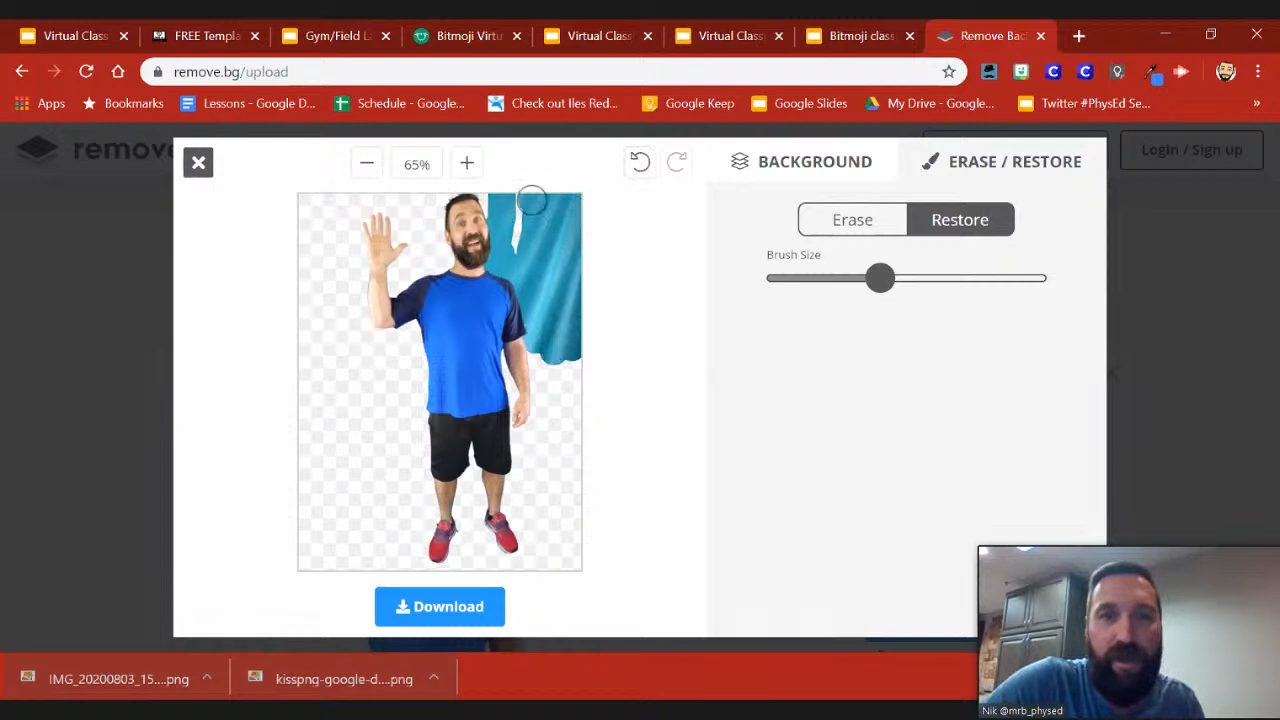 Virtual Class
FREE Templa
Gym/Field L
Bitmoji Virtu
Virtual Class
Virtual Class
Bitmoji class
Remove Bac
remove.bg/upload
Apps
Bookmarks
Lessons - Google D...
Schedule - Google...
Check out Iles Red...
Google Keep
Google Slides
My Drive - Google...
Twitter #PhysEd Se...
»
remove
Login / Sign up
65%
BACKGROUND
ERASE / RESTORE
Erase
Restore
Brush Size
Download
IMG_20200803_15....png
kisspng-google-d....png
Nik @mrb_physed